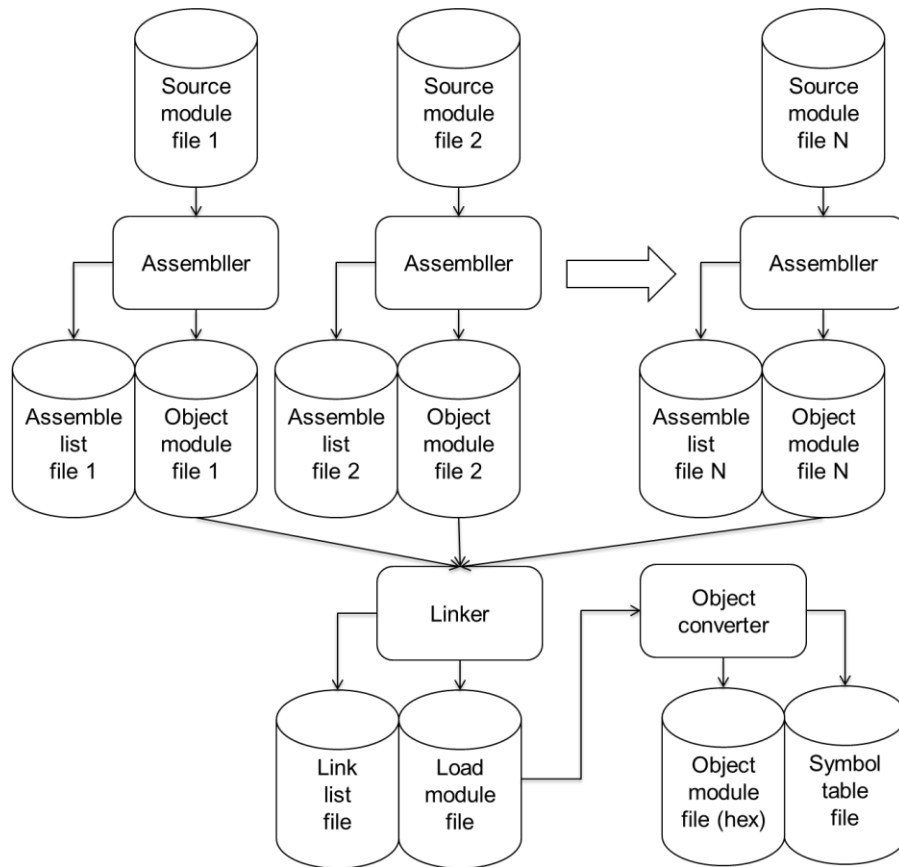 Source
module
file 1
Source
module
file 2
Source
module
file N
Assembller
Assembller
Assembller
Assemble
list
file 1
Object
module
file 1
Assemble
list
file 2
Object
module
file 2
Assemble
list
file N
Object
module
file N
Linker
Object
converter
Link
list
file
Load
module
file
Object
module
file (hex)
Symbol
table
file